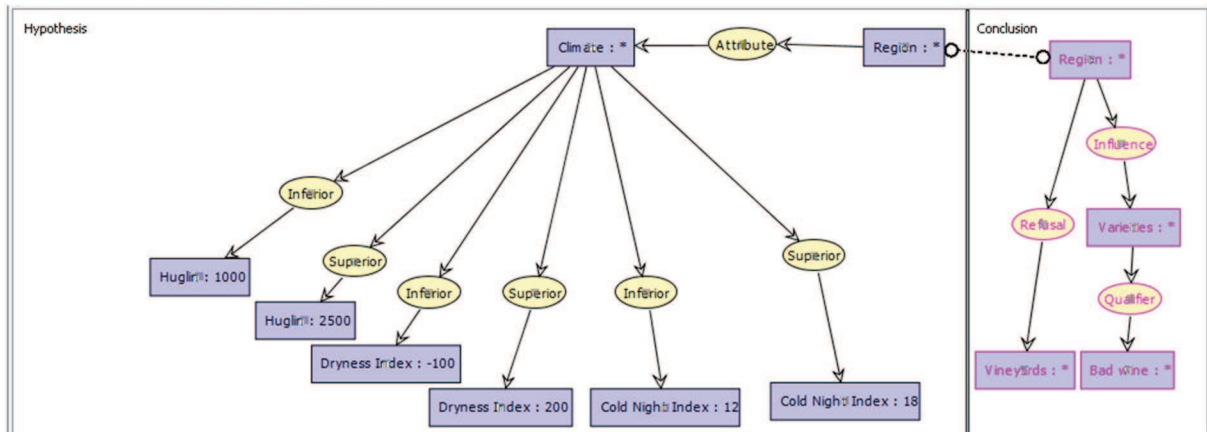 Hypothesis
Conclusion
Climate : *
Attribute
Region : *
Region : *
Influence
Inferior
Refusal
Varieties : *
Superior
Superior
Huglin : 1000
Inferior
Superior
Inferior
Qualifier
Huglin : 2500
Dryness Index : -100
Vineyards : *
Bad wine : *
Dryness Index : 200
Cold Night Index : 12
Cold Night Index : 18